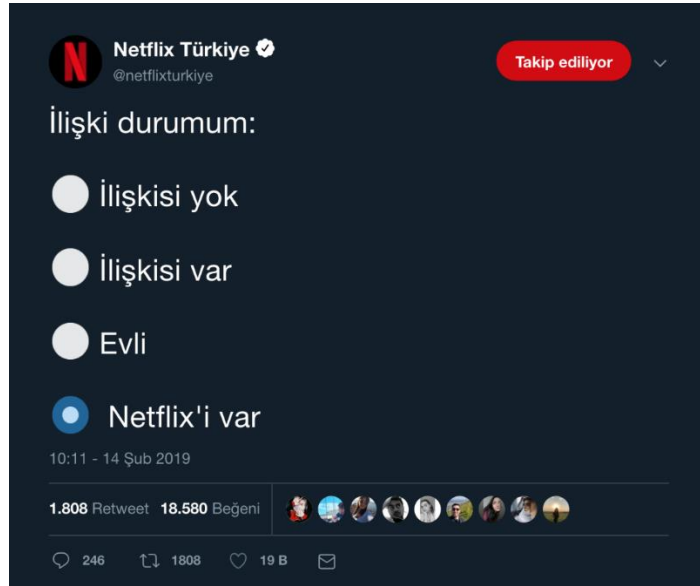 Netflix Türkiye
@netflixturkiye
Takip ediliyor
İlişki durumum:
İlişkisi yok
İlişkisi var
Evli
Netflix'i var
10:11 - 14 Şub 2019
1.808 Retweet 18.580 Beğeni
246 1808 19 B